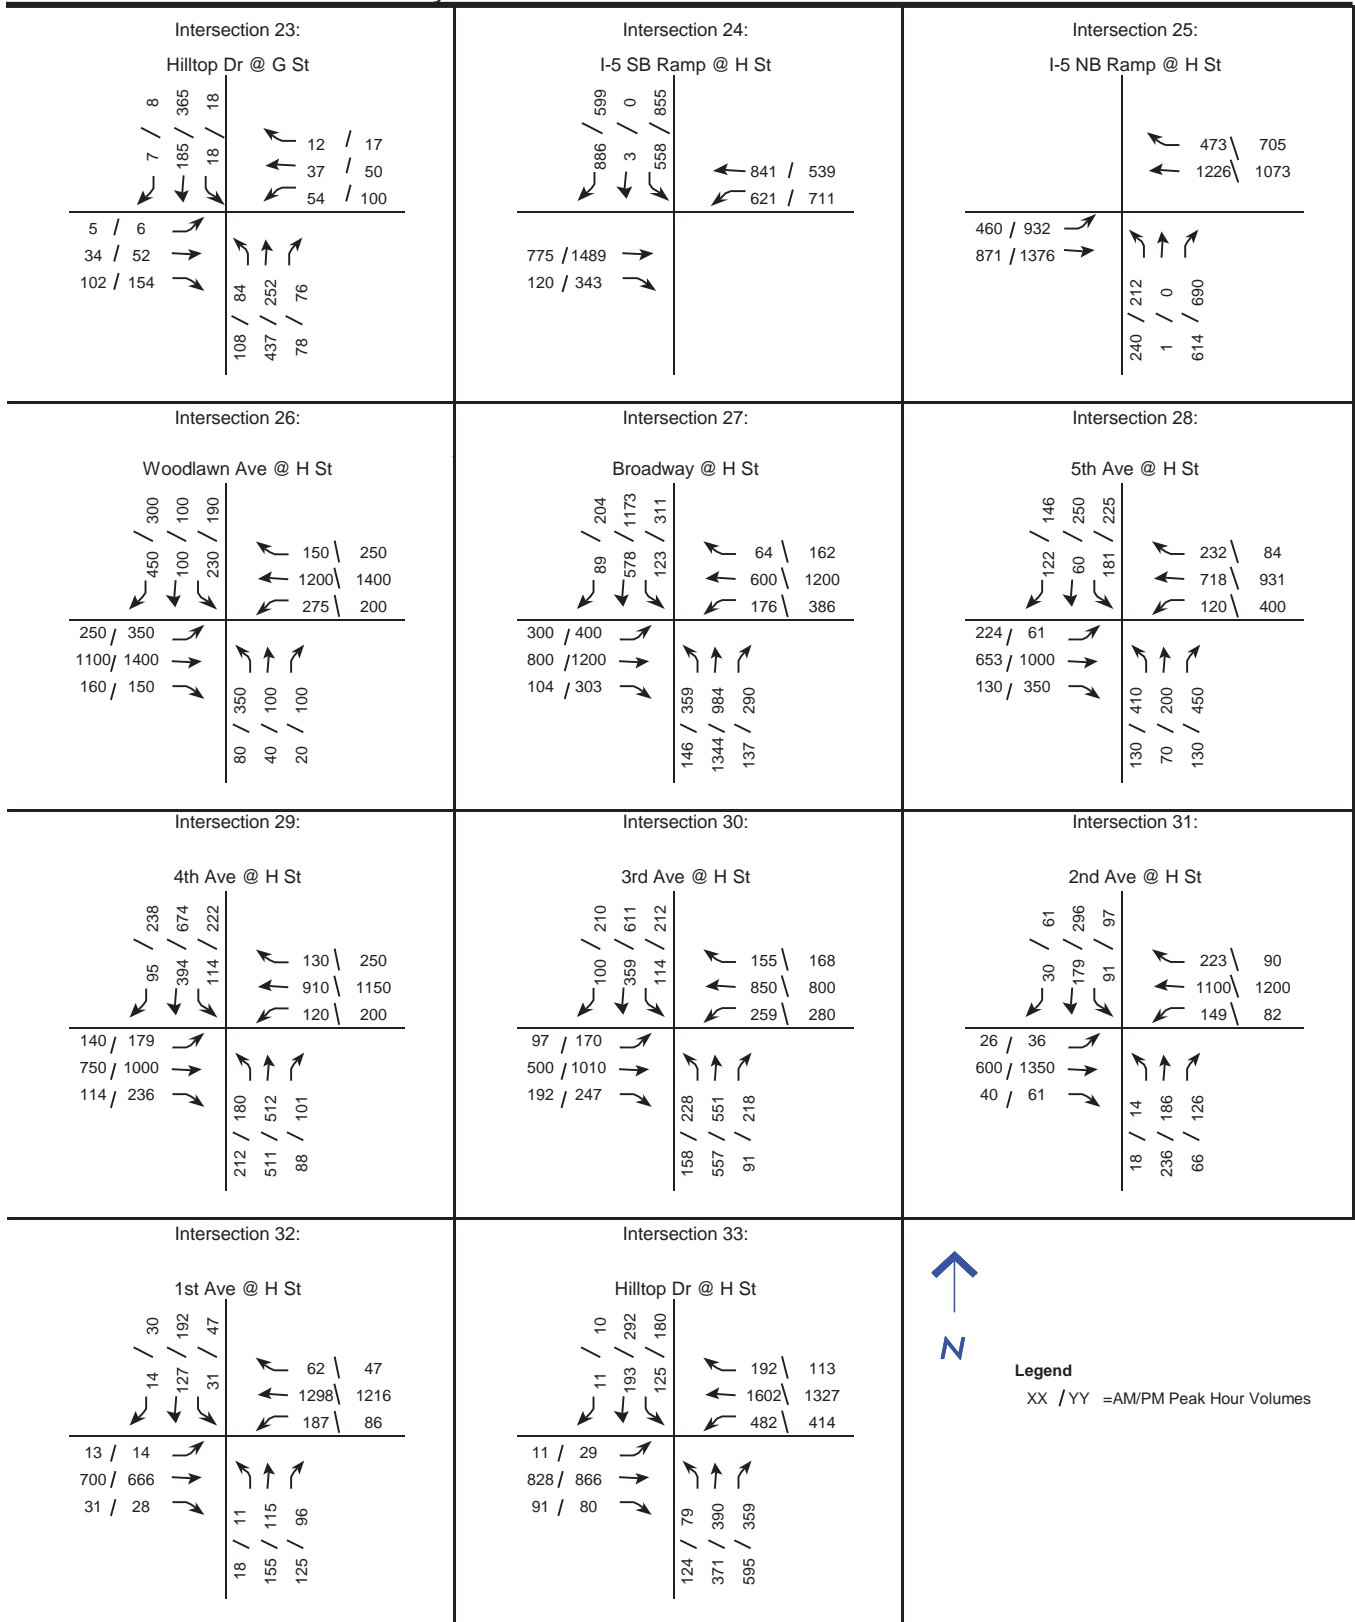 Intersection 23:
Hilltop Dr @ G St
7 / 8
185 / 365
18 / 18
12 / 17
37 / 50
54 / 100
5 / 6
34 / 52
102 / 154
108 / 84
437 / 252
78 / 76
Intersection 24:
I-5 SB Ramp @ H St
886 / 599
3 / 0
558 / 855
841 / 539
621 / 711
775 / 1489
120 / 343
Intersection 25:
I-5 NB Ramp @ H St
473 \ 705
1226 \ 1073
460 / 932
871 / 1376
240 / 212
1 / 0
614 / 690
Intersection 26:
Woodlawn Ave @ H St
450 / 300
100 / 100
230 / 190
150 \ 250
1200 \ 1400
275 \ 200
250 / 350
1100 / 1400
160 / 150
80 / 350
40 / 100
20 / 100
Intersection 27:
Broadway @ H St
89 / 204
578 / 1173
123 / 311
64 \ 162
600 \ 1200
176 \ 386
300 / 400
800 / 1200
104 / 303
146 / 359
1344 / 984
137 / 290
Intersection 28:
5th Ave @ H St
122 / 146
60 / 250
181 / 225
232 \ 84
718 \ 931
120 \ 400
224 / 61
653 / 1000
130 / 350
130 / 410
70 / 200
130 / 450
Intersection 29:
4th Ave @ H St
95 / 238
394 / 674
114 / 222
130 \ 250
910 \ 1150
120 \ 200
140 / 179
750 / 1000
114 / 236
212 / 180
511 / 512
88 / 101
Intersection 30:
3rd Ave @ H St
100 / 210
359 / 611
114 / 212
155 \ 168
850 \ 800
259 \ 280
97 / 170
500 / 1010
192 / 247
158 / 228
557 / 551
91 / 218
Intersection 31:
2nd Ave @ H St
30 / 61
179 / 296
91 / 97
223 \ 90
1100 \ 1200
149 \ 82
26 / 36
600 / 1350
40 / 61
18 / 14
236 / 186
66 / 126
Intersection 32:
1st Ave @ H St
14 / 30
127 / 192
31 / 47
62 \ 47
1298 \ 1216
187 \ 86
13 / 14
700 / 666
31 / 28
18 / 11
155 / 115
125 / 96
Intersection 33:
Hilltop Dr @ H St
11 / 10
193 / 292
125 / 180
192 \ 113
1602 \ 1327
482 \ 414
11 / 29
828 / 866
91 / 80
124 / 79
371 / 390
595 / 359
N
Legend
XX / YY =AM/PM Peak Hour Volumes